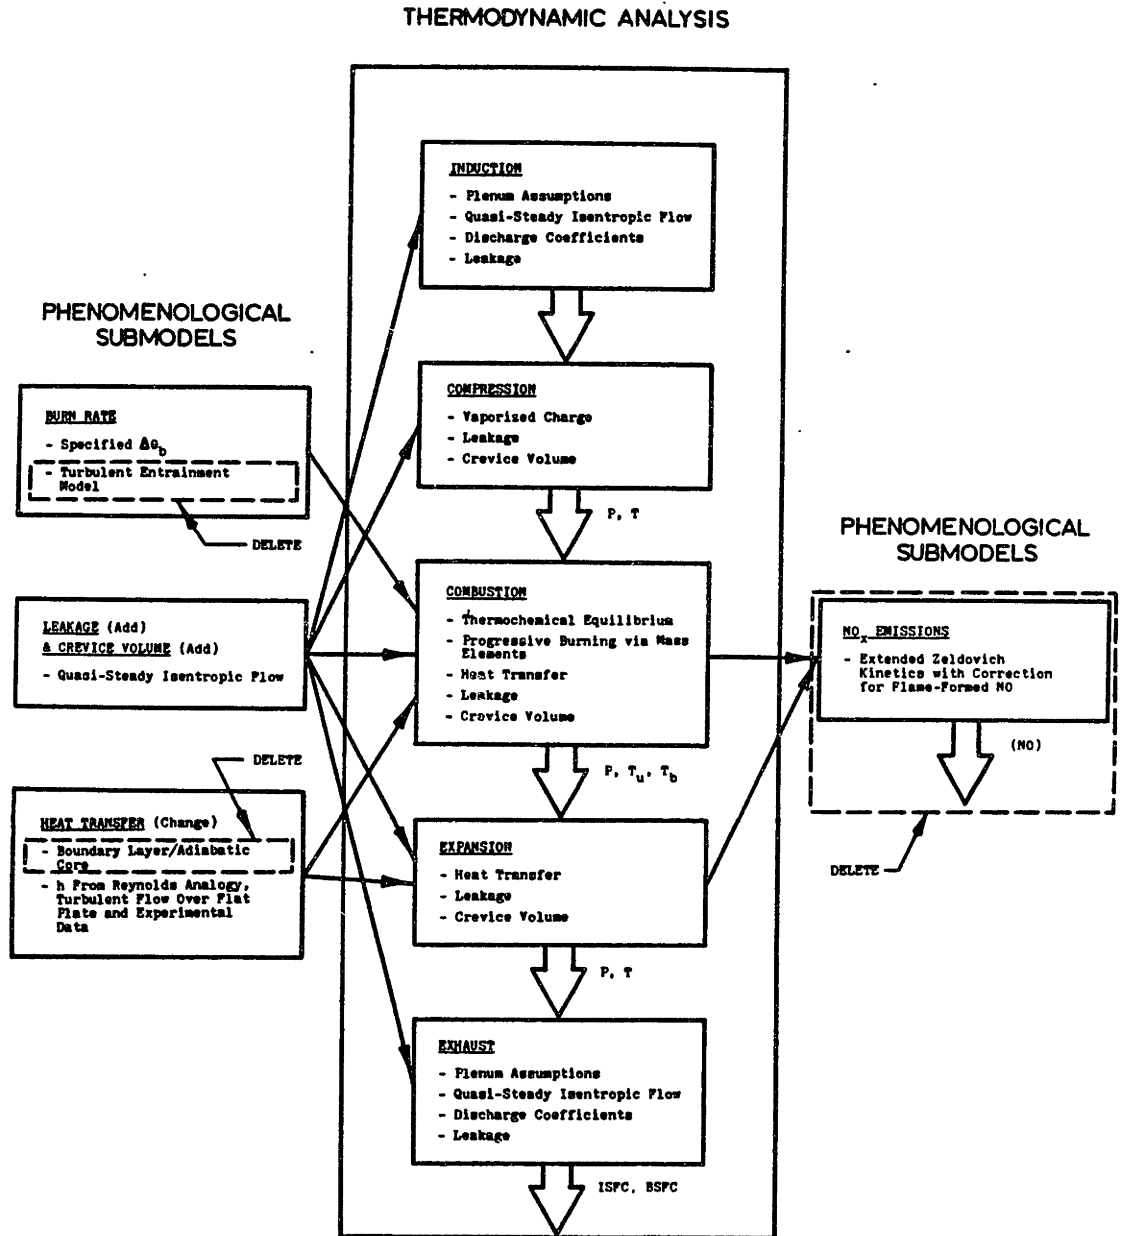 THERMODYNAMIC ANALYSIS
INDUCTION
- Plenum Assumptions
- Quasi-Steady Isentropic Flow
- Discharge Coefficients
- Leakage
PHENOMENOLOGICAL
SUBMODELS
BURN RATE
- Specified Δθb
- Turbulent Entrainment
Model
DELETE
COMPRESSION
- Vaporized Charge
- Leakage
- Crevice Volume
P, T
LEAKAGE (Add)
& CREVICE VOLUME (Add)
- Quasi-Steady Isentropic Flow
COMBUSTION
- Thermochemical Equilibrium
- Progressive Burning via Mass
Elements
- Heat Transfer
- Leakage
- Crevice Volume
P, Tu, Tb
PHENOMENOLOGICAL
SUBMODELS
NOx EMISSIONS
- Extended Zeldovich
Kinetics with Correction
for Flame-Formed NO
(NO)
DELETE
DELETE
HEAT TRANSFER (Change)
- Boundary Layer/Adiabatic
Core
- h From Reynolds Analogy,
Turbulent Flow Over Flat
Plate and Experimental
Data
EXPANSION
- Heat Transfer
- Leakage
- Crevice Volume
P, T
EXHAUST
- Plenum Assumptions
- Quasi-Steady Isentropic Flow
- Discharge Coefficients
- Leakage
ISFC, BSFC